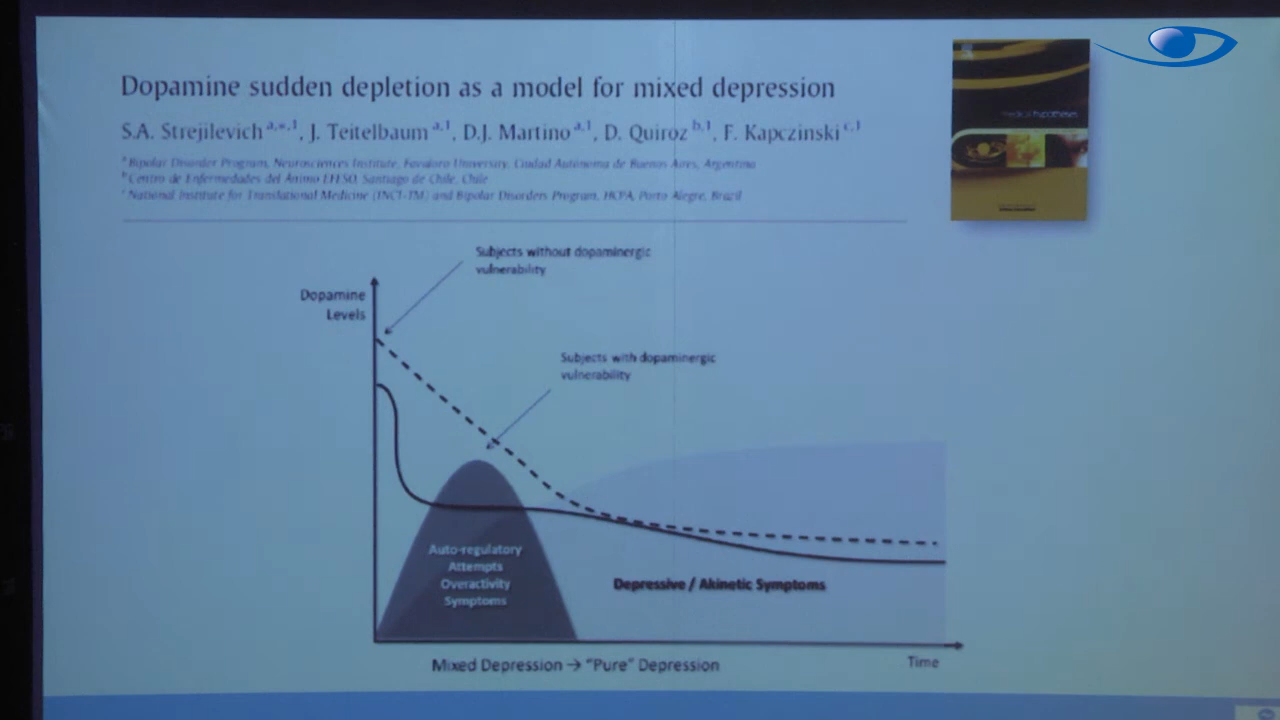 Dopamine sudden depletion as a model for mixed depression
S.A. Strejilevich a,*,1, J. Teitelbaum a,1, D.J. Martino a,1, D. Quiroz b,1, F. Kapczinski c,1
a Bipolar Disorder Program, Neurosciences Institute, Favaloro University, Ciudad Autónoma de Buenos Aires, Argentina
b Centro de Enfermedades del Ánimo EFESO, Santiago de Chile, Chile
c National Institute for Translational Medicine (INCT-TM) and Bipolar Disorders Program, HCPA, Porto Alegre, Brazil
medical hypotheses
Subjects without dopaminergic
vulnerability
Dopamine
Levels
Subjects with dopaminergic
vulnerability
Auto-regulatory
Attempts
Overactivity
Symptoms
Depressive / Akinetic Symptoms
Mixed Depression → “Pure” Depression
Time